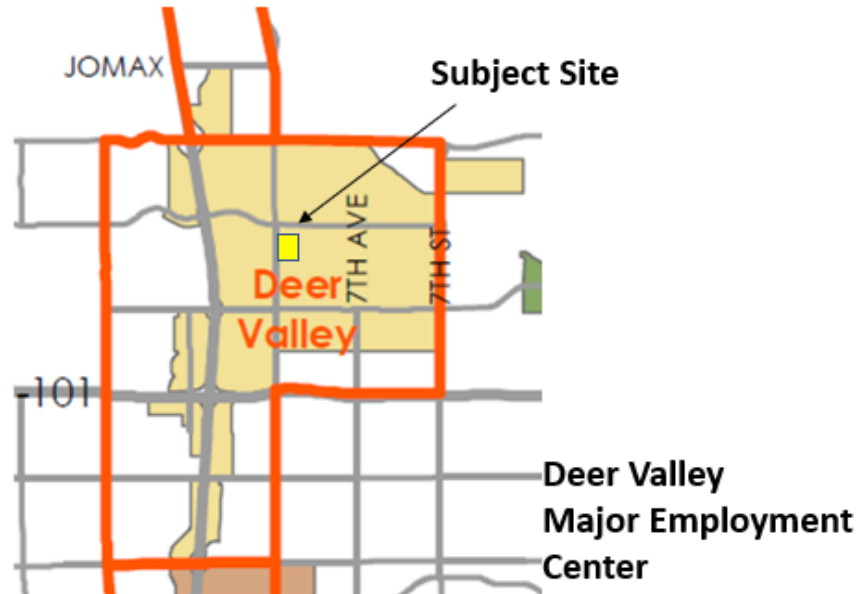 JOMAX
Subject Site
7TH AVE
7TH ST
Deer
Valley
-101
Deer Valley
Major Employment
Center